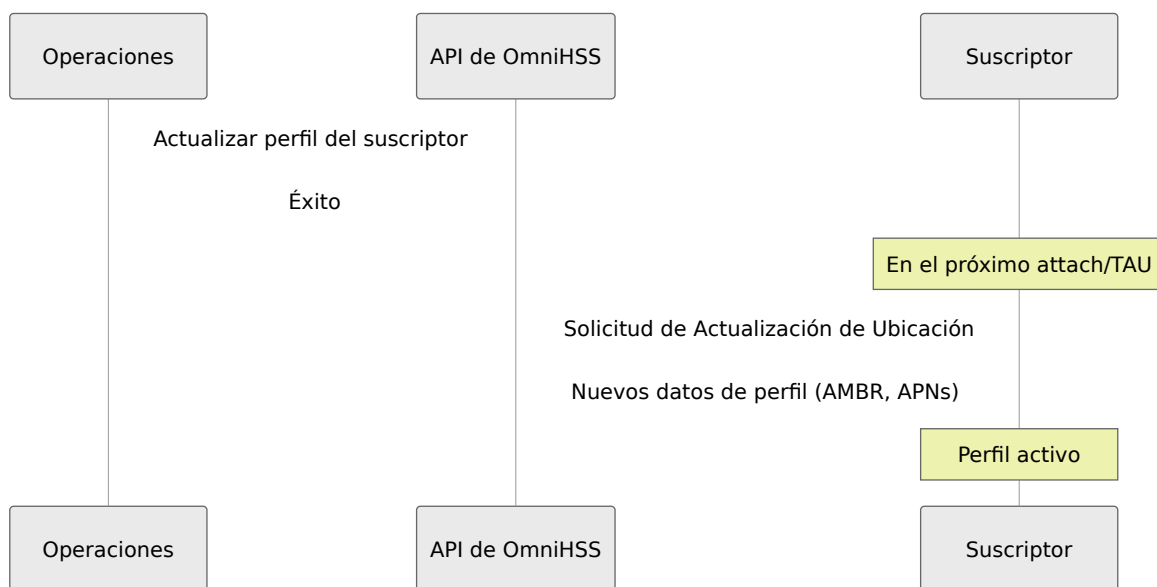 Operaciones
API de OmniHSS
Suscriptor
Actualizar perfil del suscriptor
Éxito
En el próximo attach/TAU
Solicitud de Actualización de Ubicación
Nuevos datos de perfil (AMBR, APNs)
Perfil activo
Operaciones
API de OmniHSS
Suscriptor